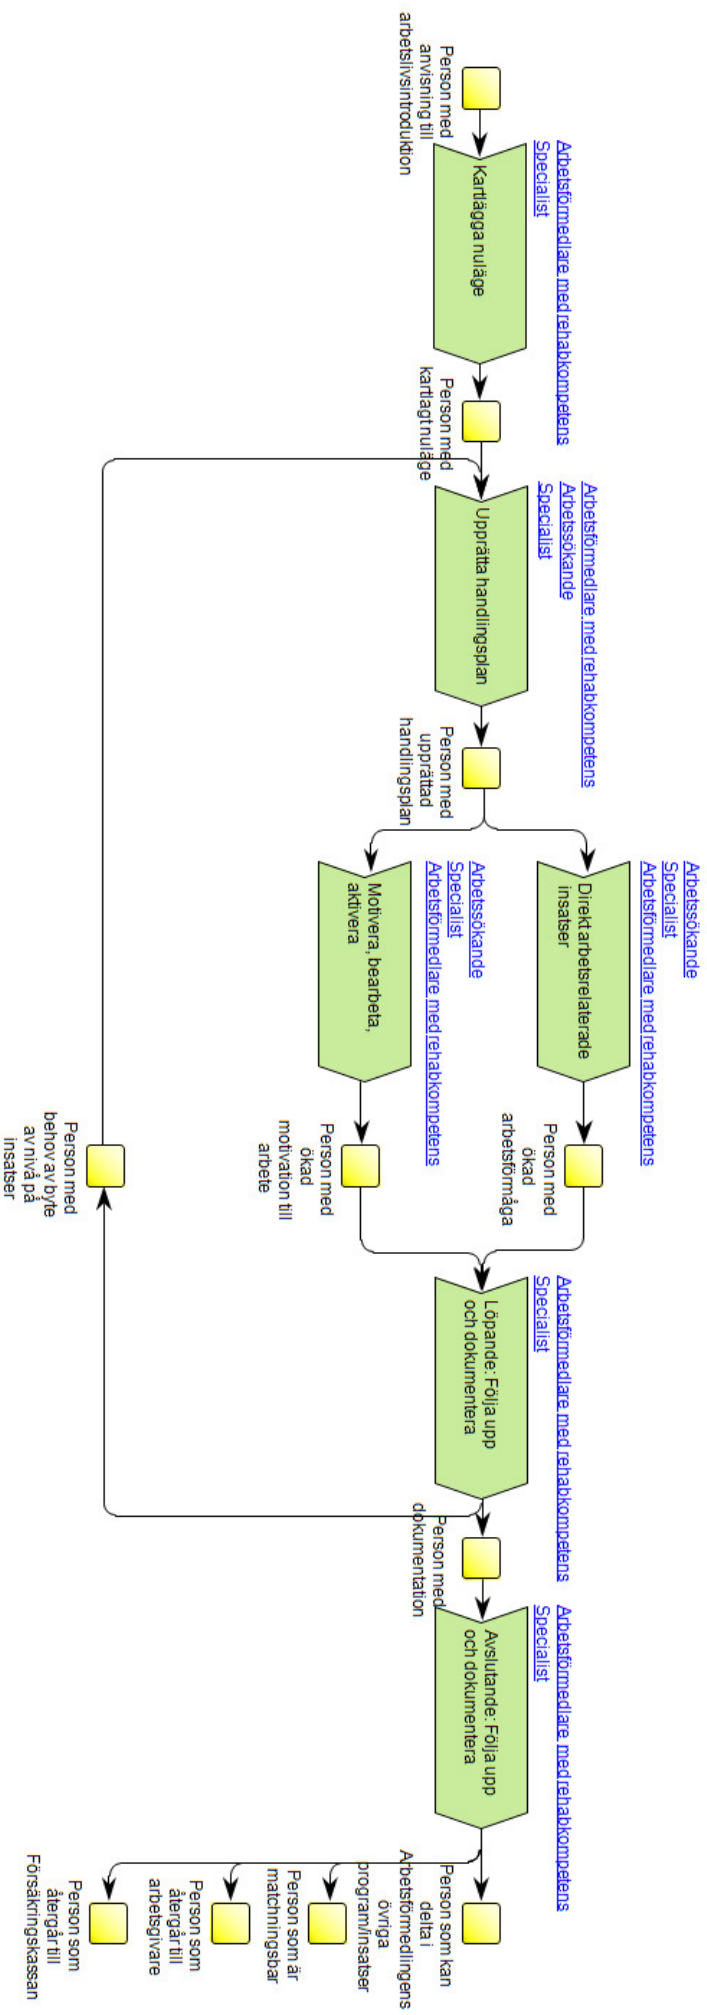 Person med
anvisning till
arbetslivsintroduktion
Arbetsförmedlare med rehabkompetens
Specialist
Kartlägga nuläge
Person med
kartlagt nuläge
Arbetsförmedlare med rehabkompetens
Arbetssökande
Specialist
Upprätta handlingsplan
Person med
upprättad
handlingsplan
Arbetssökande
Specialist
Arbetsförmedlare med rehabkompetens
Direkt arbetsrelaterade
insatser
Person med
ökad
arbetsförmåga
Arbetssökande
Specialist
Arbetsförmedlare med rehabkompetens
Motivera, bearbeta,
aktivera
Person med
ökad
motivation till
arbete
Person med
behov av byte
av nivå på
insatser
Arbetsförmedlare med rehabkompetens
Specialist
Löpande: Följa upp
och dokumentera
Person med
dokumentation
Arbetsförmedlare med rehabkompetens
Specialist
Avslutande: Följa upp
och dokumentera
Person som kan
delta i
Arbetsförmedlingens
övriga
program/insatser
Person som är
matchningsbar
Person som
återgår till
arbetsgivare
Person som
återgår till
Försäkringskassan